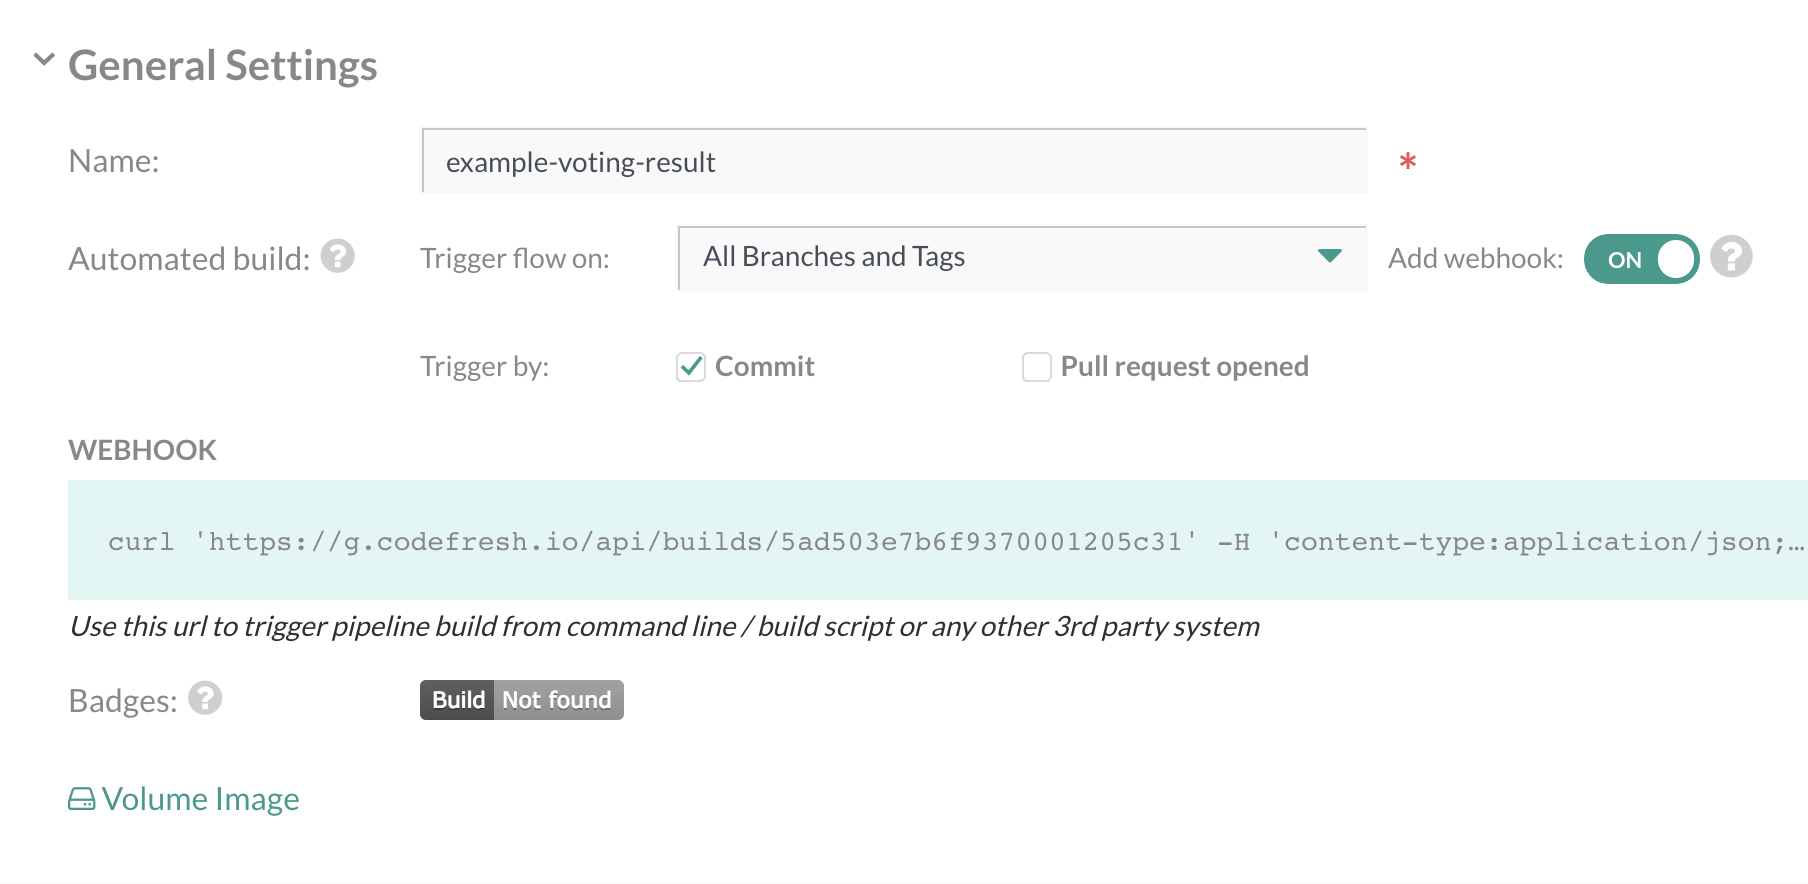 General Settings
Name: example-voting-result *
Automated build: ? Trigger flow on: All Branches and Tags Add webhook: ON ?
Trigger by: Commit Pull request opened
WEBHOOK
curl 'https://g.codefresh.io/api/builds/5ad503e7b6f9370001205c31' -H 'content-type:application/json;…
Use this url to trigger pipeline build from command line / build script or any other 3rd party system
Badges: ? Build Not found
Volume Image